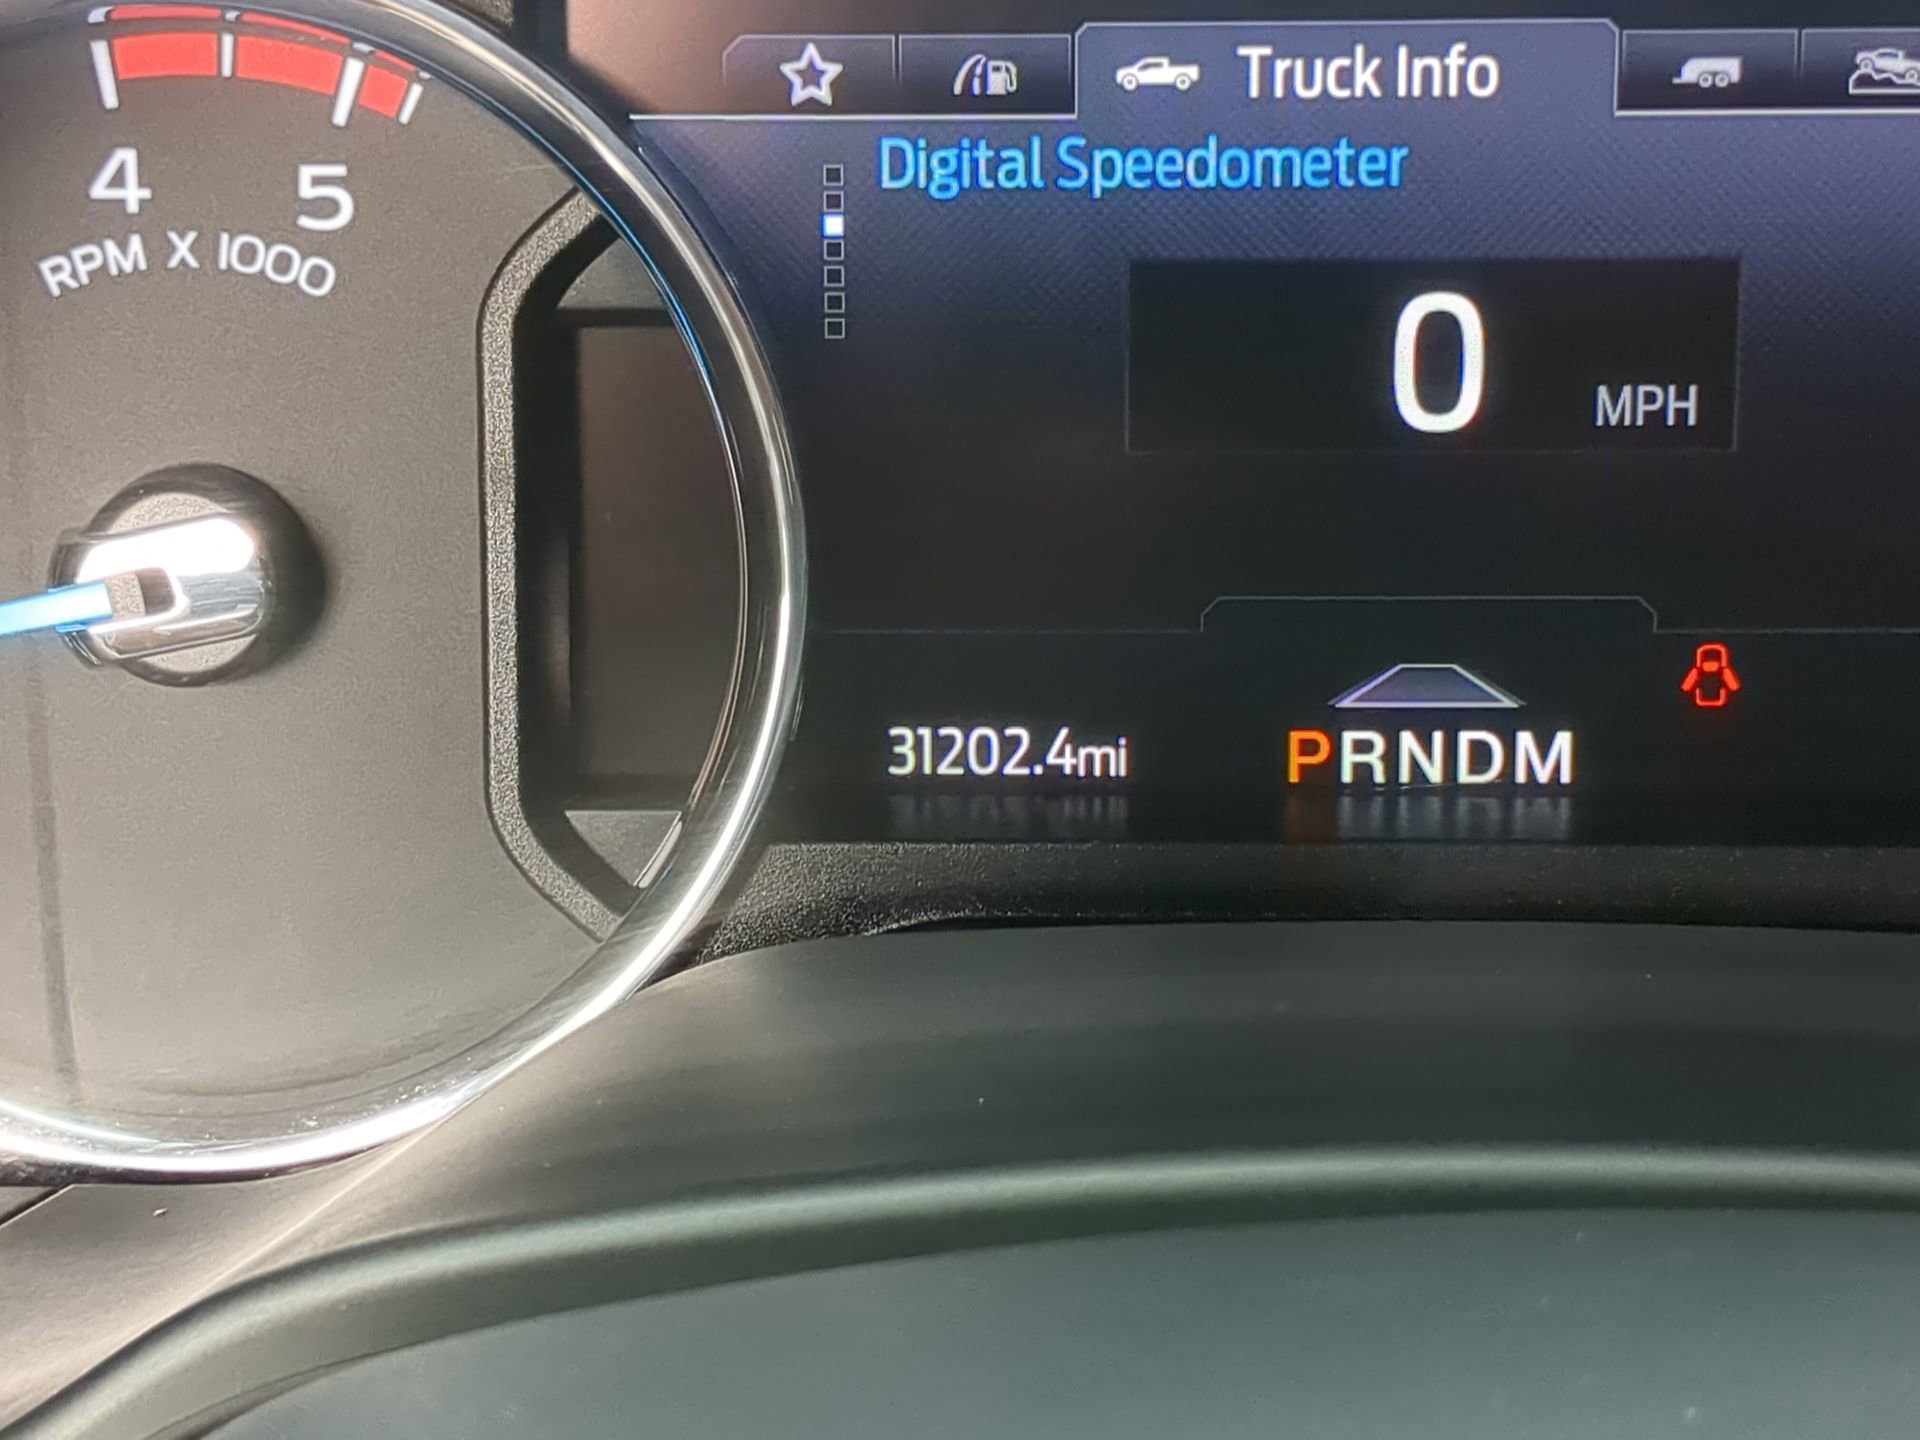 Truck Info
Digital Speedometer
4 5
RPM X 1000
0 MPH
31202.4mi
PRNDM